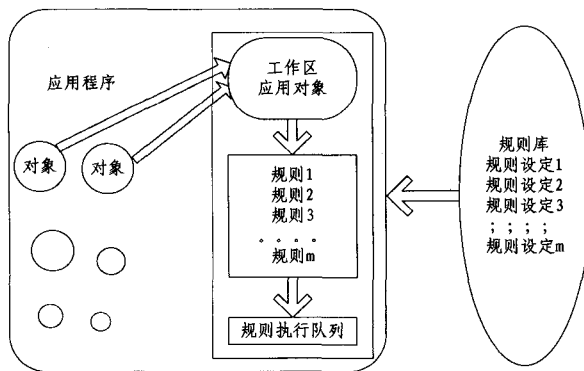 应用程序
对象
对象
工作区
应用对象
规则1
规则2
规则3
. . . .
规则m
规则执行队列
规则库
规则设定1
规则设定2
规则设定3
; ; ; ;
规则设定m